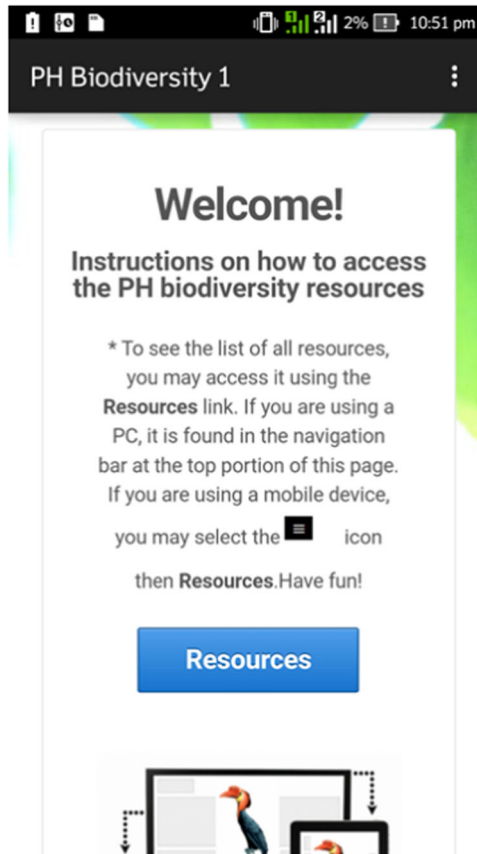 2% 10:51 pm
PH Biodiversity 1
Welcome!
Instructions on how to access
the PH biodiversity resources
* To see the list of all resources,
you may access it using the
Resources link. If you are using a
PC, it is found in the navigation
bar at the top portion of this page.
If you are using a mobile device,
you may select the icon
then Resources.Have fun!
Resources